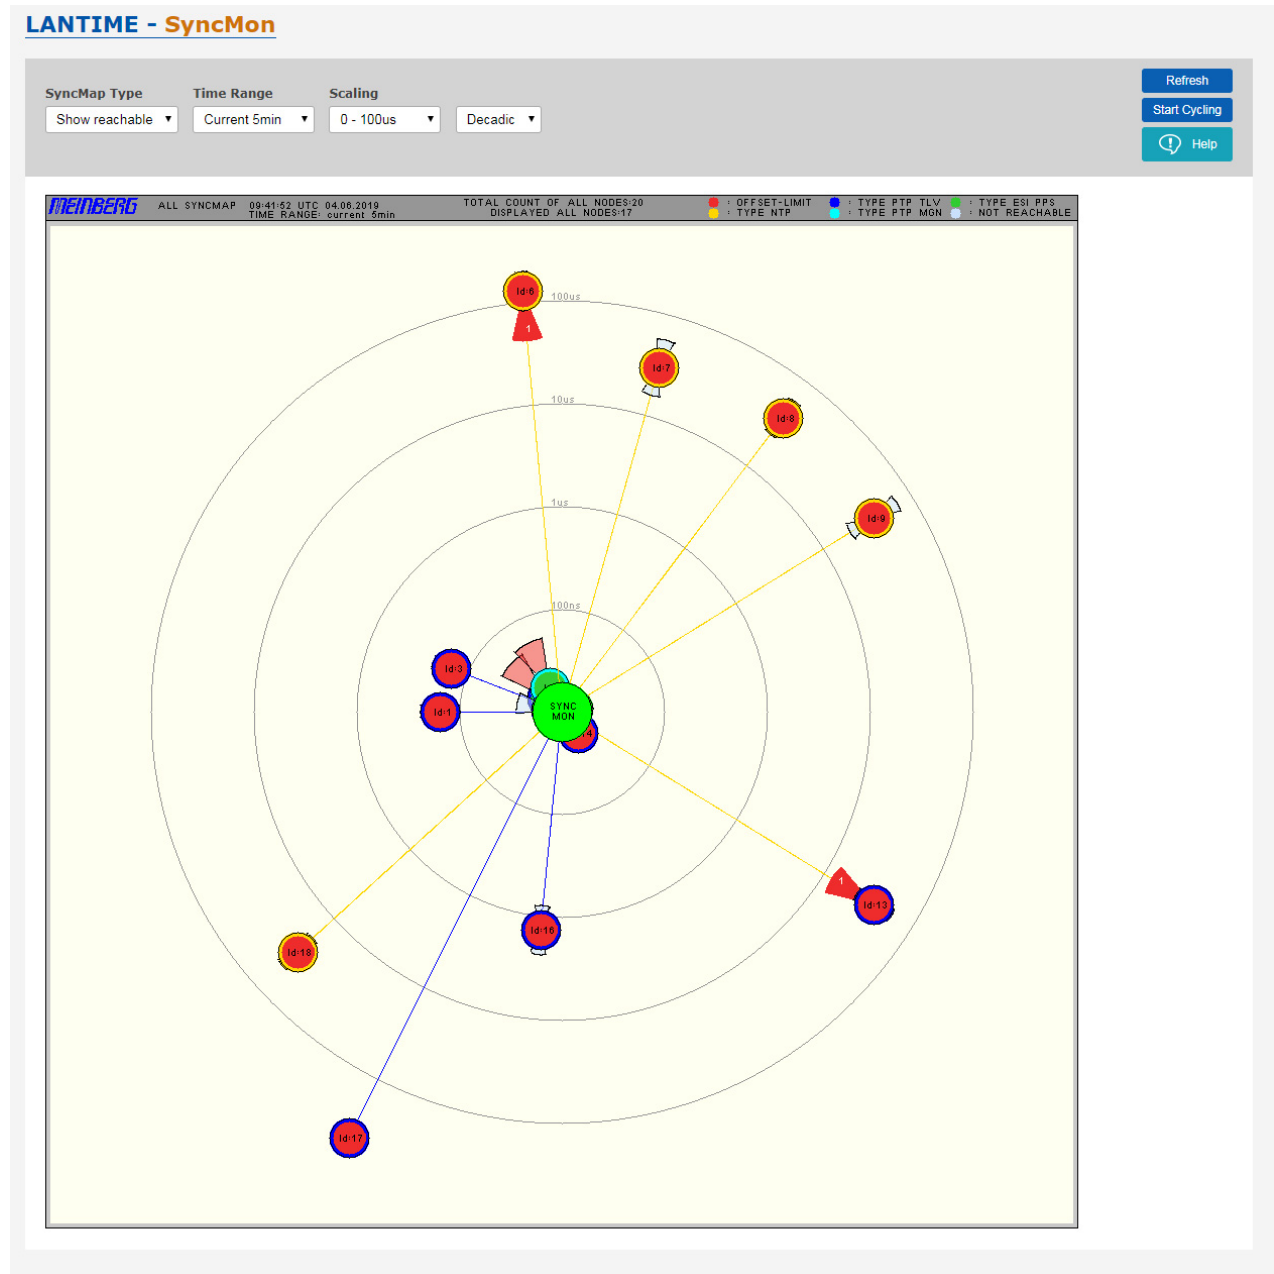 LANTIME - SyncMon
SyncMap Type
Time Range
Scaling
Show reachable
Current 5min
0 - 100us
Decadic
Refresh
Start Cycling
Help
MEINBERG
ALL SYNCMAP
09:41:52 UTC 04.06.2019
TIME RANGE: current 5min
TOTAL COUNT OF ALL NODES:20
DISPLAYED ALL NODES:17
: OFFSET-LIMIT
: TYPE NTP
: TYPE PTP TLV
: TYPE PTP MGN
: TYPE ESI PPS
: NOT REACHABLE
Id:6
100us
1
Id:7
10us
Id:8
1us
Id:9
100ns
Id:3
SYNC
MON
Id:1
4
1
Id:13
Id:16
Id:18
Id:17